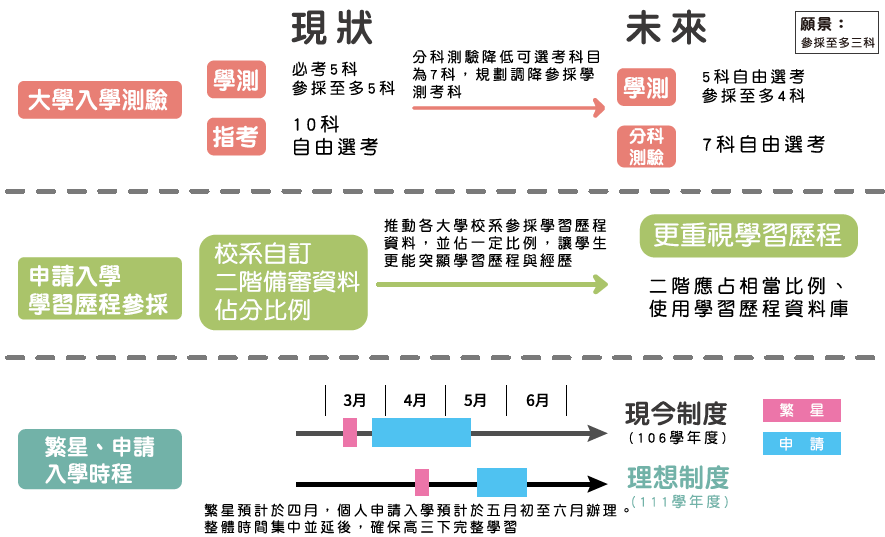 現狀
未來
願景：
參採至多三科
大學入學測驗
學測
必考5科
參採至多5科
指考
10科
自由選考
分科測驗降低可選考科目
為7科，規劃調降參採學
測考科
學測
5科自由選考
參採至多4科
分科
測驗
7科自由選考
申請入學
學習歷程參採
校系自訂
二階備審資料
佔分比例
推動各大學校系參採學習歷程
資料，並佔一定比例，讓學生
更能突顯學習歷程與經歷
更重視學習歷程
二階應占相當比例、
使用學習歷程資料庫
繁星、申請
入學時程
3月
4月
5月
6月
現今制度
(106學年度)
繁 星
申 請
理想制度
(111學年度)
繁星預計於四月，個人申請入學預計於五月初至六月辦理。
整體時間集中並延後，確保高三下完整學習